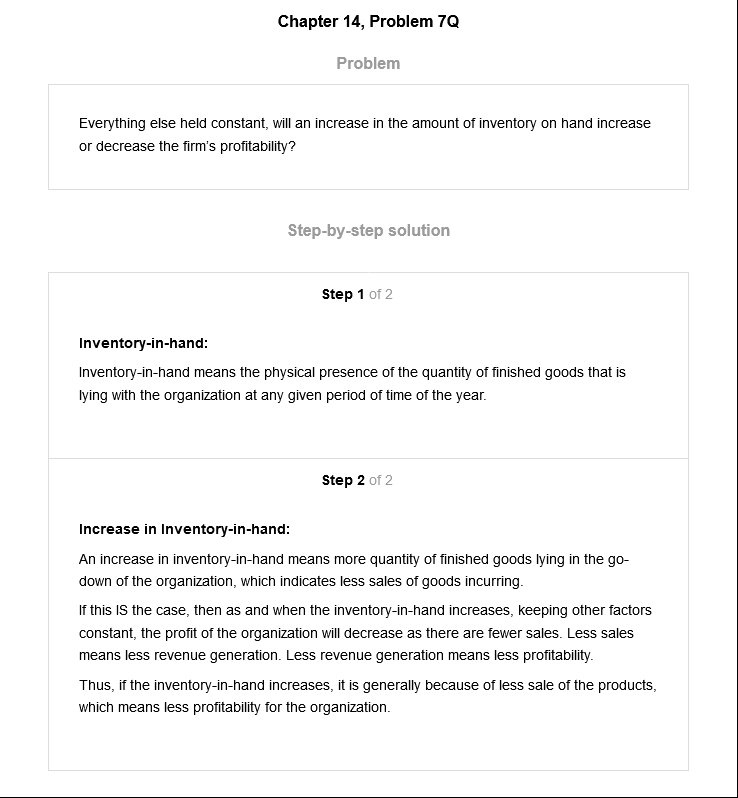 Chapter 14, Problem 7Q
Problem
Everything else held constant, will an increase in the amount of inventory on hand increase
or decrease the firm's profitability?
Step-by-step solution
Step 1 of 2
Inventory-in-hand:
Inventory-in-hand means the physical presence of the quantity of finished goods that is
lying with the organization at any given period of time of the year.
Step 2 of 2
Increase in Inventory-in-hand:
An increase in inventory-in-hand means more quantity of finished goods lying in the go-
down of the organization, which indicates less sales of goods incurring.
If this IS the case, then as and when the inventory-in-hand increases, keeping other factors
constant, the profit of the organization will decrease as there are fewer sales. Less sales
means less revenue generation. Less revenue generation means less profitability.
Thus, if the inventory-in-hand increases, it is generally because of less sale of the products,
which means less profitability for the organization.